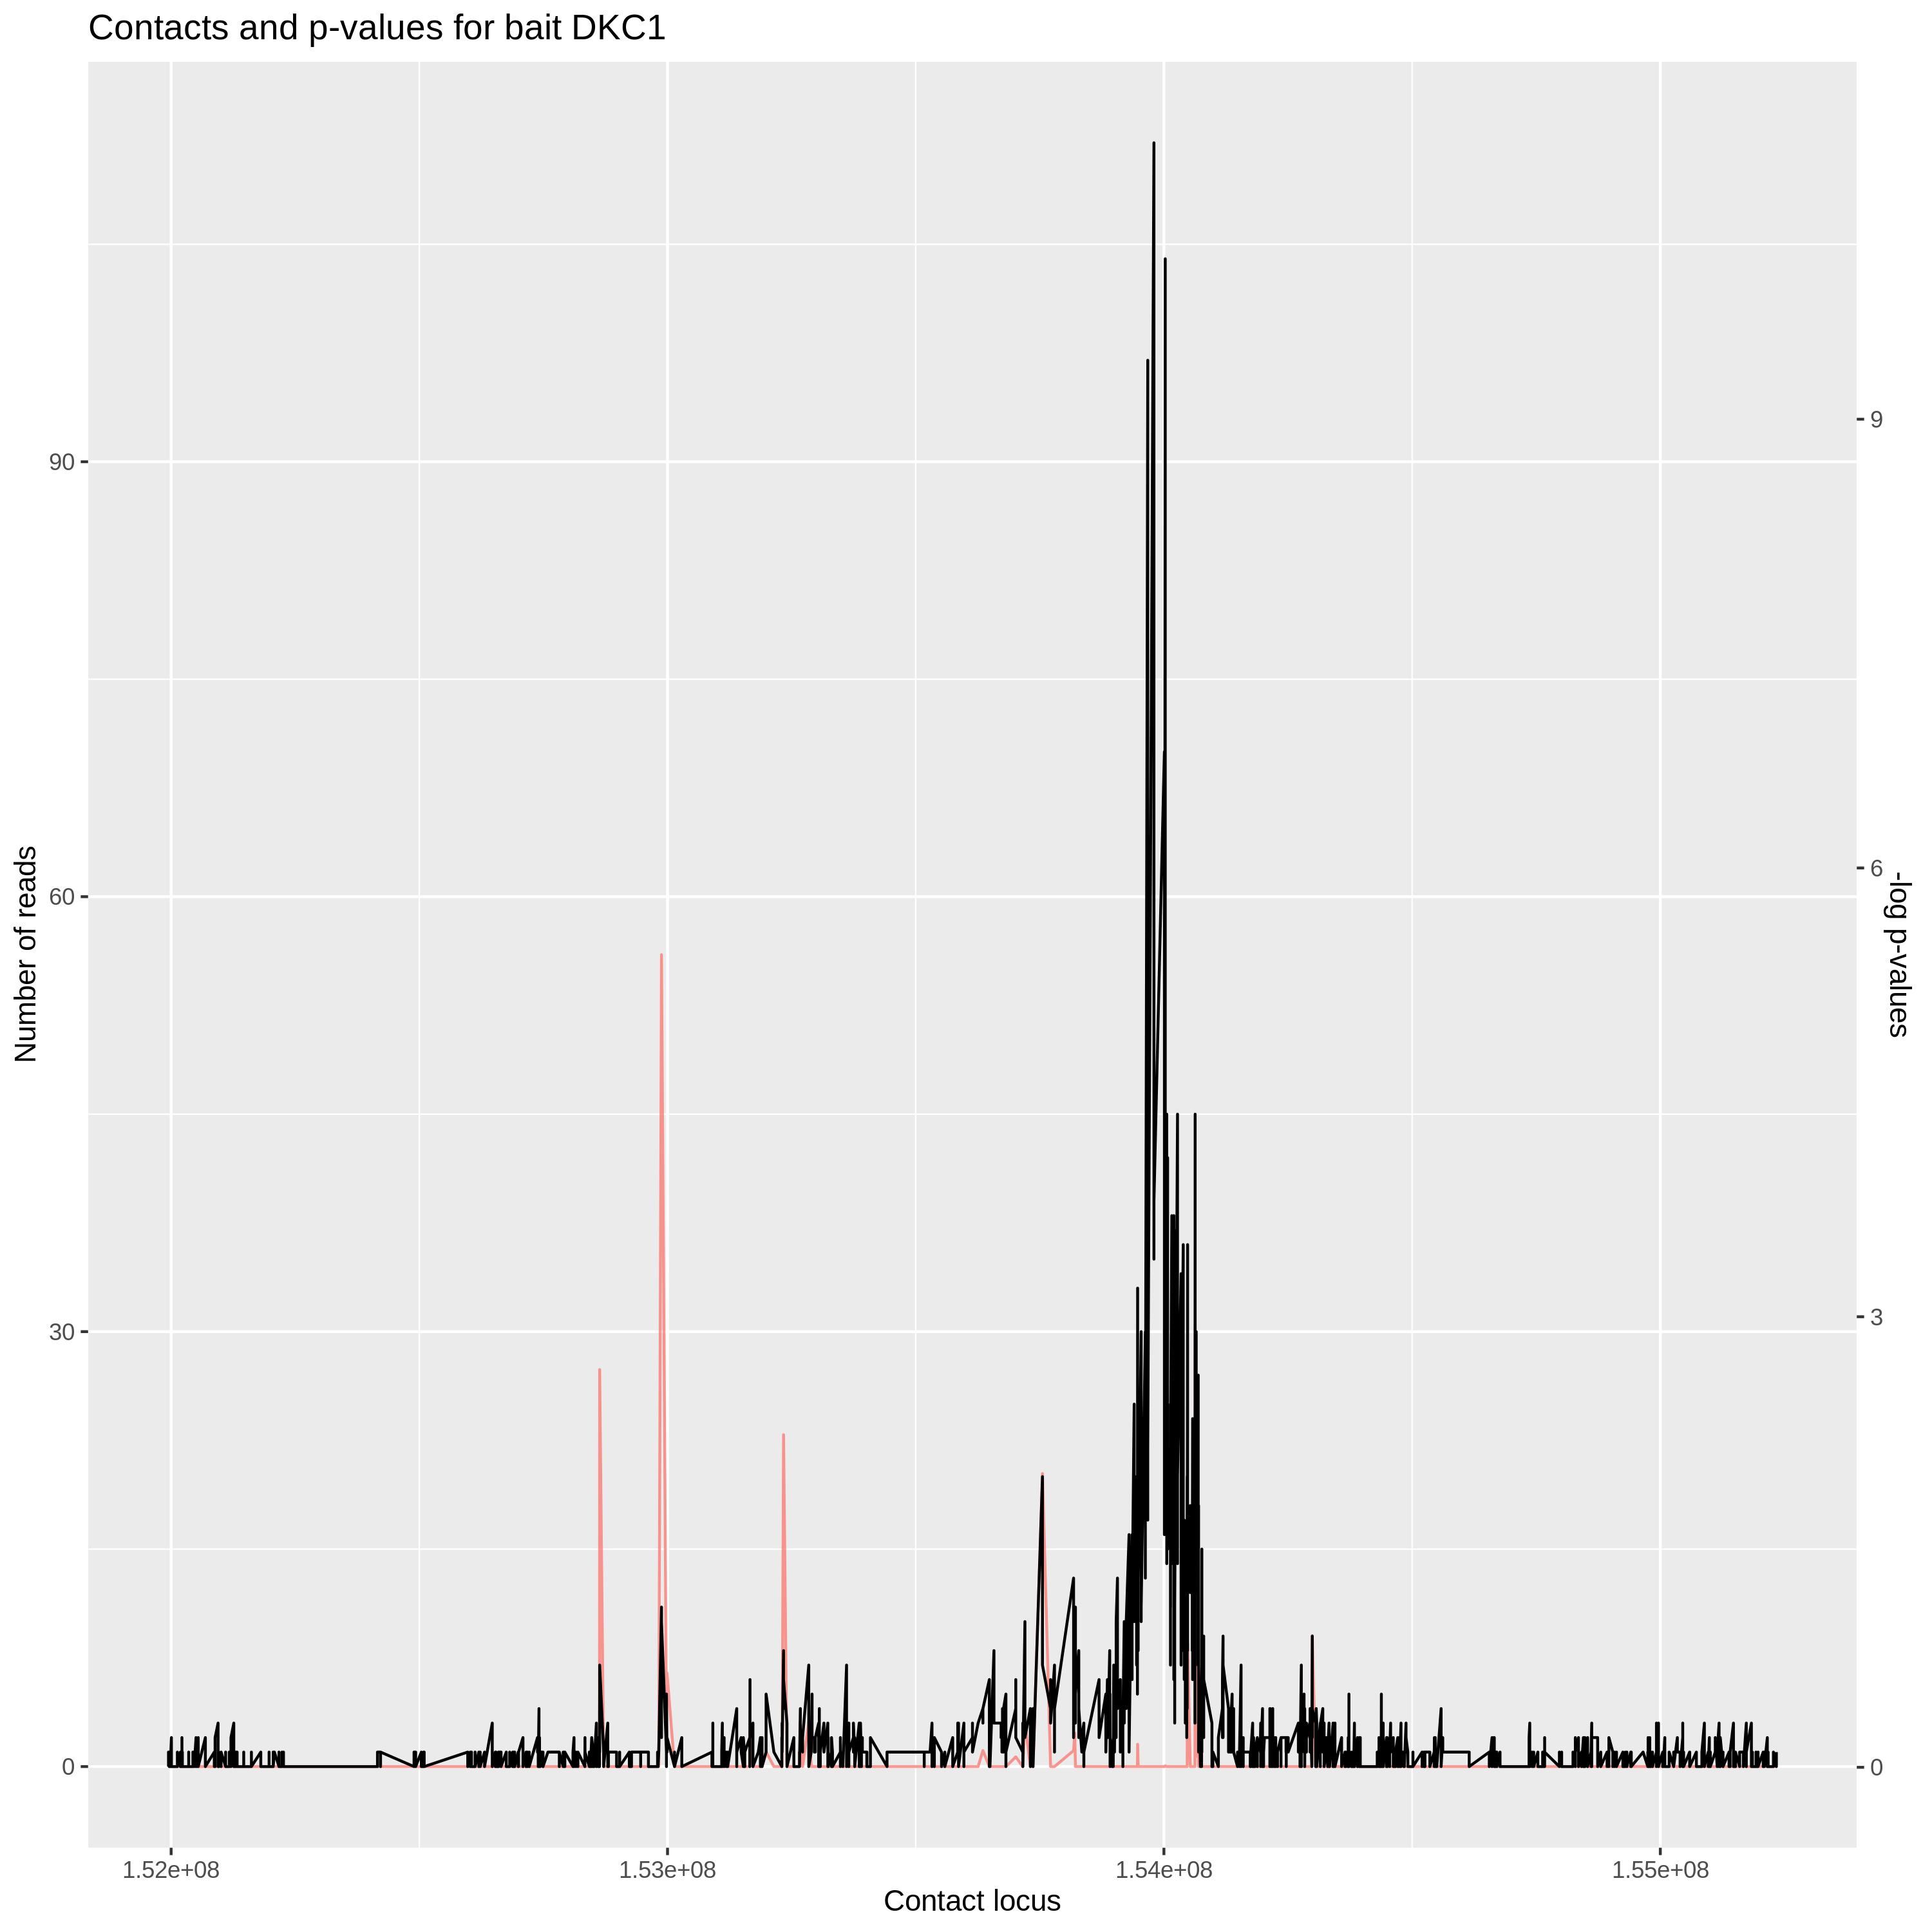 Contacts and p-values for bait DKC1
Number of reads
90
60
30
0
9
6
3
0
-log p-values
1.52e+08
1.53e+08
1.54e+08
1.55e+08
Contact locus